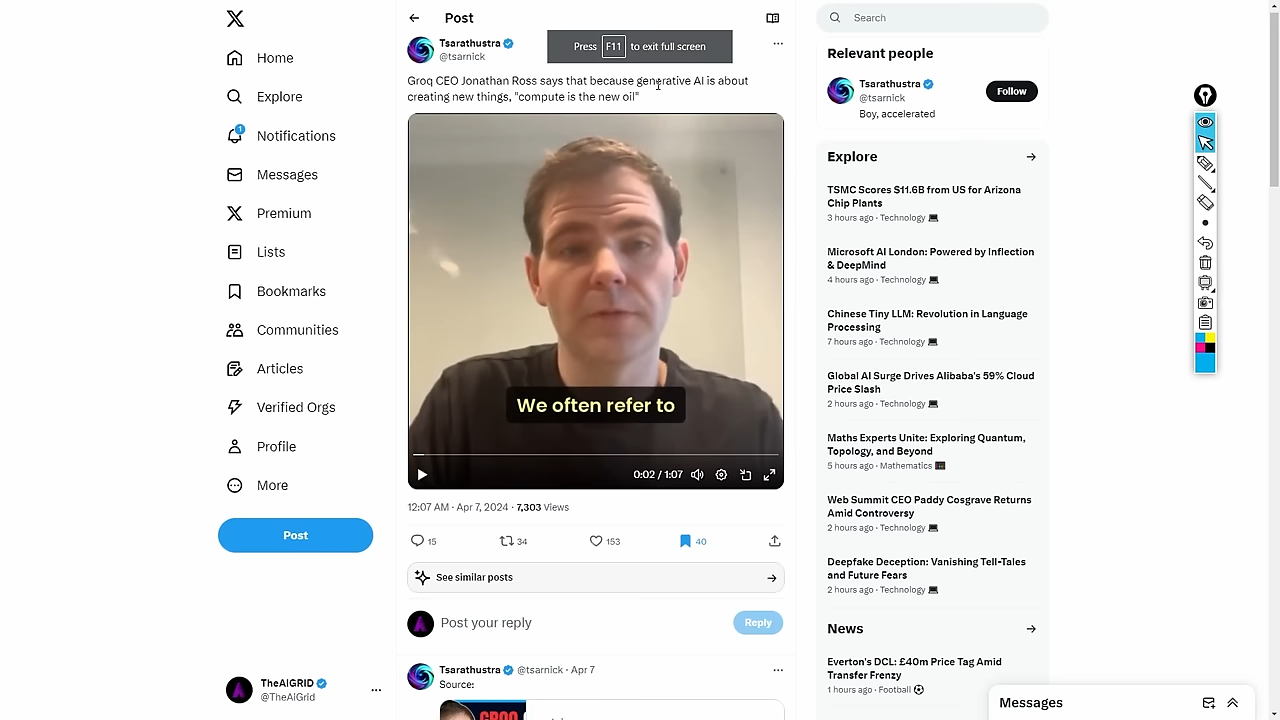 Home
Explore
1
Notifications
Messages
Premium
Lists
Bookmarks
Communities
Articles
Verified Orgs
Profile
More
Post
TheAIGRID
@TheAIGrid
Post
Press F11 to exit full screen
Tsarathustra
@tsarnick
Groq CEO Jonathan Ross says that because generative AI is about
creating new things, "compute is the new oil"
We often refer to
0:02 / 1:07
12:07 AM · Apr 7, 2024 · 7,303 Views
15
34
153
40
See similar posts
Post your reply
Reply
Tsarathustra @tsarnick · Apr 7
Source:
GROQ
Search
Relevant people
Tsarathustra
@tsarnick
Follow
Boy, accelerated
Explore
TSMC Scores $11.6B from US for Arizona
Chip Plants
3 hours ago · Technology
Microsoft AI London: Powered by Inflection
& DeepMind
4 hours ago · Technology
Chinese Tiny LLM: Revolution in Language
Processing
7 hours ago · Technology
Global AI Surge Drives Alibaba's 59% Cloud
Price Slash
2 hours ago · Technology
Maths Experts Unite: Exploring Quantum,
Topology, and Beyond
5 hours ago · Mathematics
Web Summit CEO Paddy Cosgrave Returns
Amid Controversy
2 hours ago · Technology
Deepfake Deception: Vanishing Tell-Tales
and Future Fears
2 hours ago · Technology
News
Everton's DCL: £40m Price Tag Amid
Transfer Frenzy
1 hours ago · Football
Messages